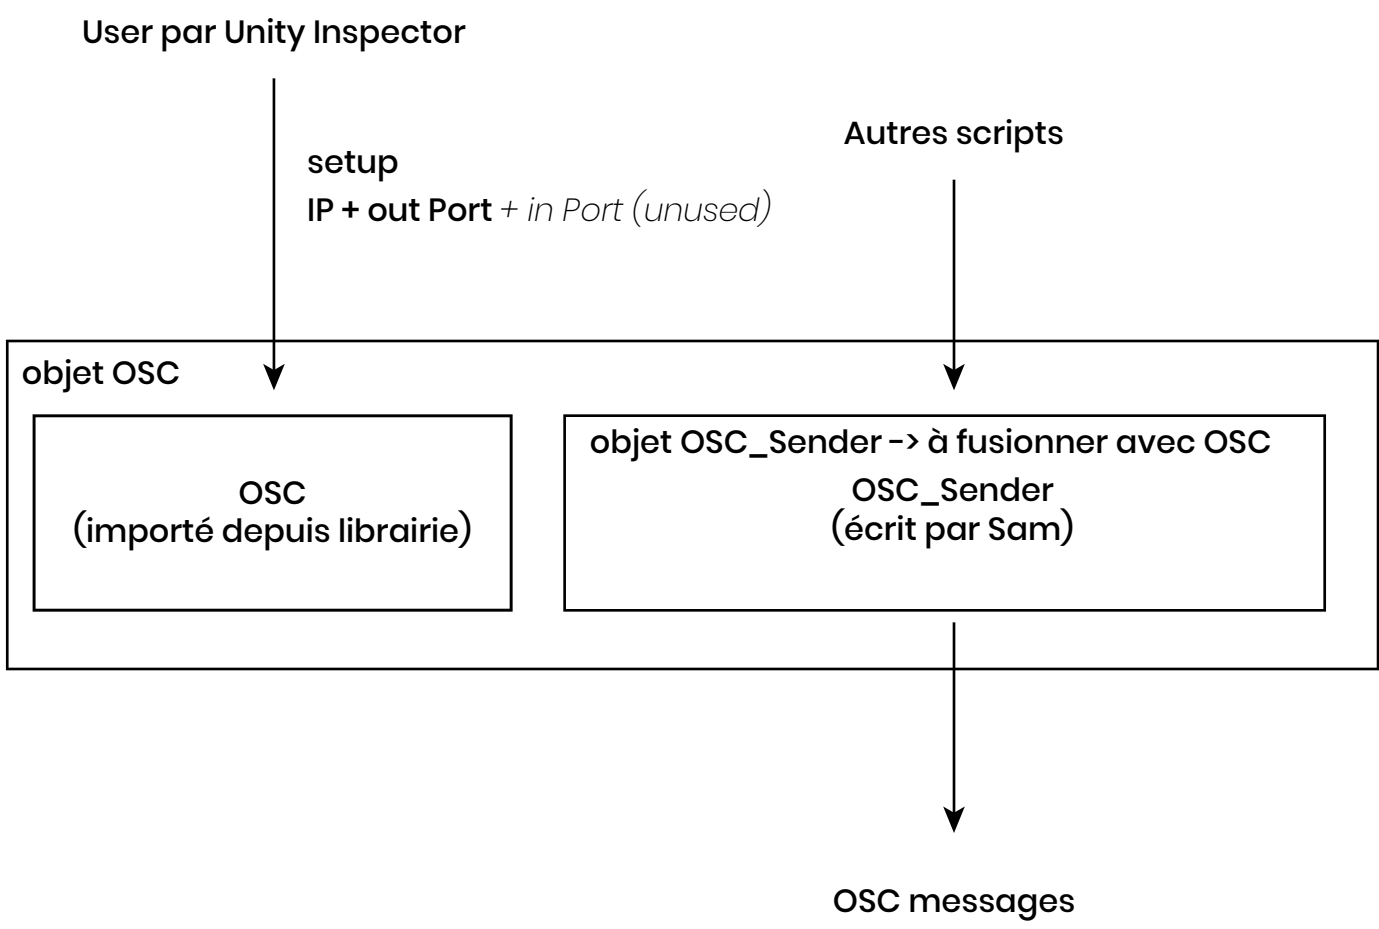 User par Unity Inspector
Autres scripts
setup
IP + out Port + in Port (unused)
objet OSC
OSC
(importé depuis librairie)
objet OSC_Sender -> à fusionner avec OSC
OSC_Sender
(écrit par Sam)
OSC messages